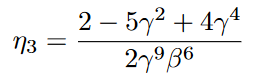 η₃ = (2 − 5γ² + 4γ⁴) / (2γ⁹β⁶)